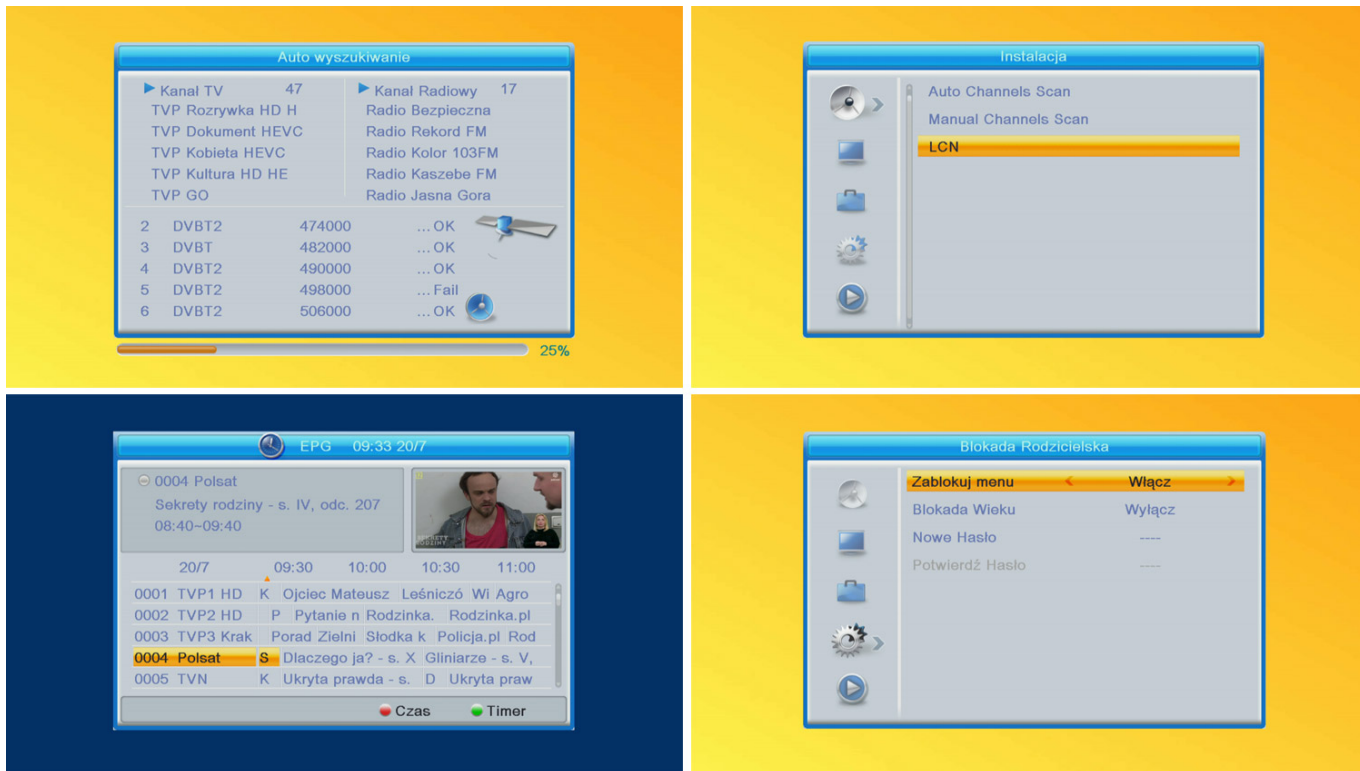 Auto wyszukiwanie
Kanał TV 47 Kanał Radiowy 17
TVP Rozrywka HD H Radio Bezpieczna
TVP Dokument HEVC Radio Rekord FM
TVP Kobieta HEVC Radio Kolor 103FM
TVP Kultura HD HE Radio Kaszebe FM
TVP GO Radio Jasna Gora
2 DVBT2 474000 ...OK
3 DVBT 482000 ...OK
4 DVBT2 490000 ...OK
5 DVBT2 498000 ...Fail
6 DVBT2 506000 ...OK
25%
Instalacja
Auto Channels Scan
Manual Channels Scan
LCN
EPG 09:33 20/7
0004 Polsat
Sekrety rodziny - s. IV, odc. 207
08:40~09:40
SEKRETY
RODZINY
20/7 09:30 10:00 10:30 11:00
0001 TVP1 HD K Ojciec Mateusz Leśniczó Wi Agro
0002 TVP2 HD P Pytanie n Rodzinka. Rodzinka.pl
0003 TVP3 Krak Porad Zielni Słodka k Policja.pl Rod
0004 Polsat S Dlaczego ja? - s. X Gliniarze - s. V,
0005 TVN K Ukryta prawda - s. D Ukryta praw
Czas Timer
Blokada Rodzicielska
Zablokuj menu Włącz
Blokada Wieku Wyłącz
Nowe Hasło ----
Potwierdź Hasło ----